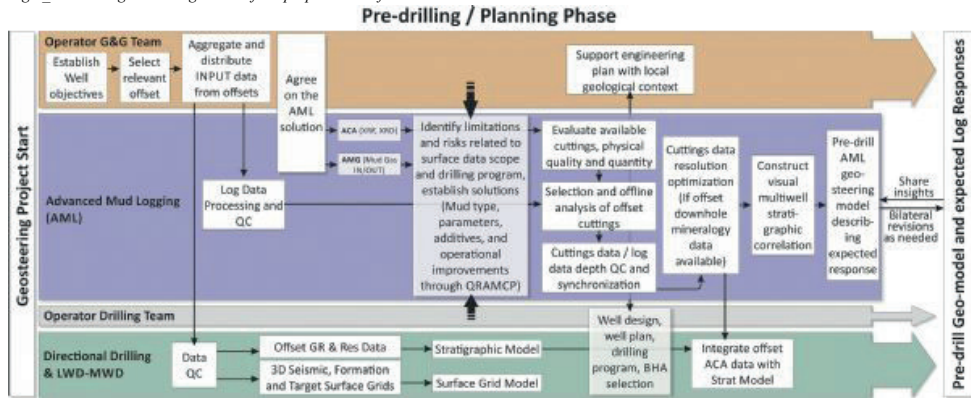 Pre-drilling / Planning Phase
Geosteering Project Start
Operator G&G Team
Establish
Well
objectives
Select
relevant
offset
Aggregate and
distribute
INPUT data
from offsets
Agree
on the
AML
solution
Support engineering
plan with local
geological context
Advanced Mud Logging
(AML)
Log Data
Processing and
QC
ACA (XRF, XRD)
AMG (Mud Gas
IN/OUT)
Identify limitations
and risks related to
surface data scope
and drilling program,
establish solutions
(Mud type,
parameters,
additives, and
operational
improvements
through QRAMCP)
Evaluate available
cuttings, physical
quality and quantity
Selection and offline
analysis of offset
cuttings
Cuttings data / log
data depth QC and
synchronization
Cuttings data
resolution
optimization
(If offset
downhole
mineralogy
data
available)
Construct
visual
multiwell
strati-
graphic
correlation
Pre-drill
AML
geo-
steering
model
describ-
ing
expected
response
Share
insights
Bilateral
revisions
as needed
Operator Drilling Team
Well design,
well plan,
drilling
program, BHA
selection
Directional Drilling
& LWD-MWD
Data
QC
Offset GR & Res Data
3D Seismic, Formation
and Target Surface Grids
Stratigraphic Model
Surface Grid Model
Integrate offset
ACA data with
Strat Model
Pre-drill Geo-model and expected Log Responses